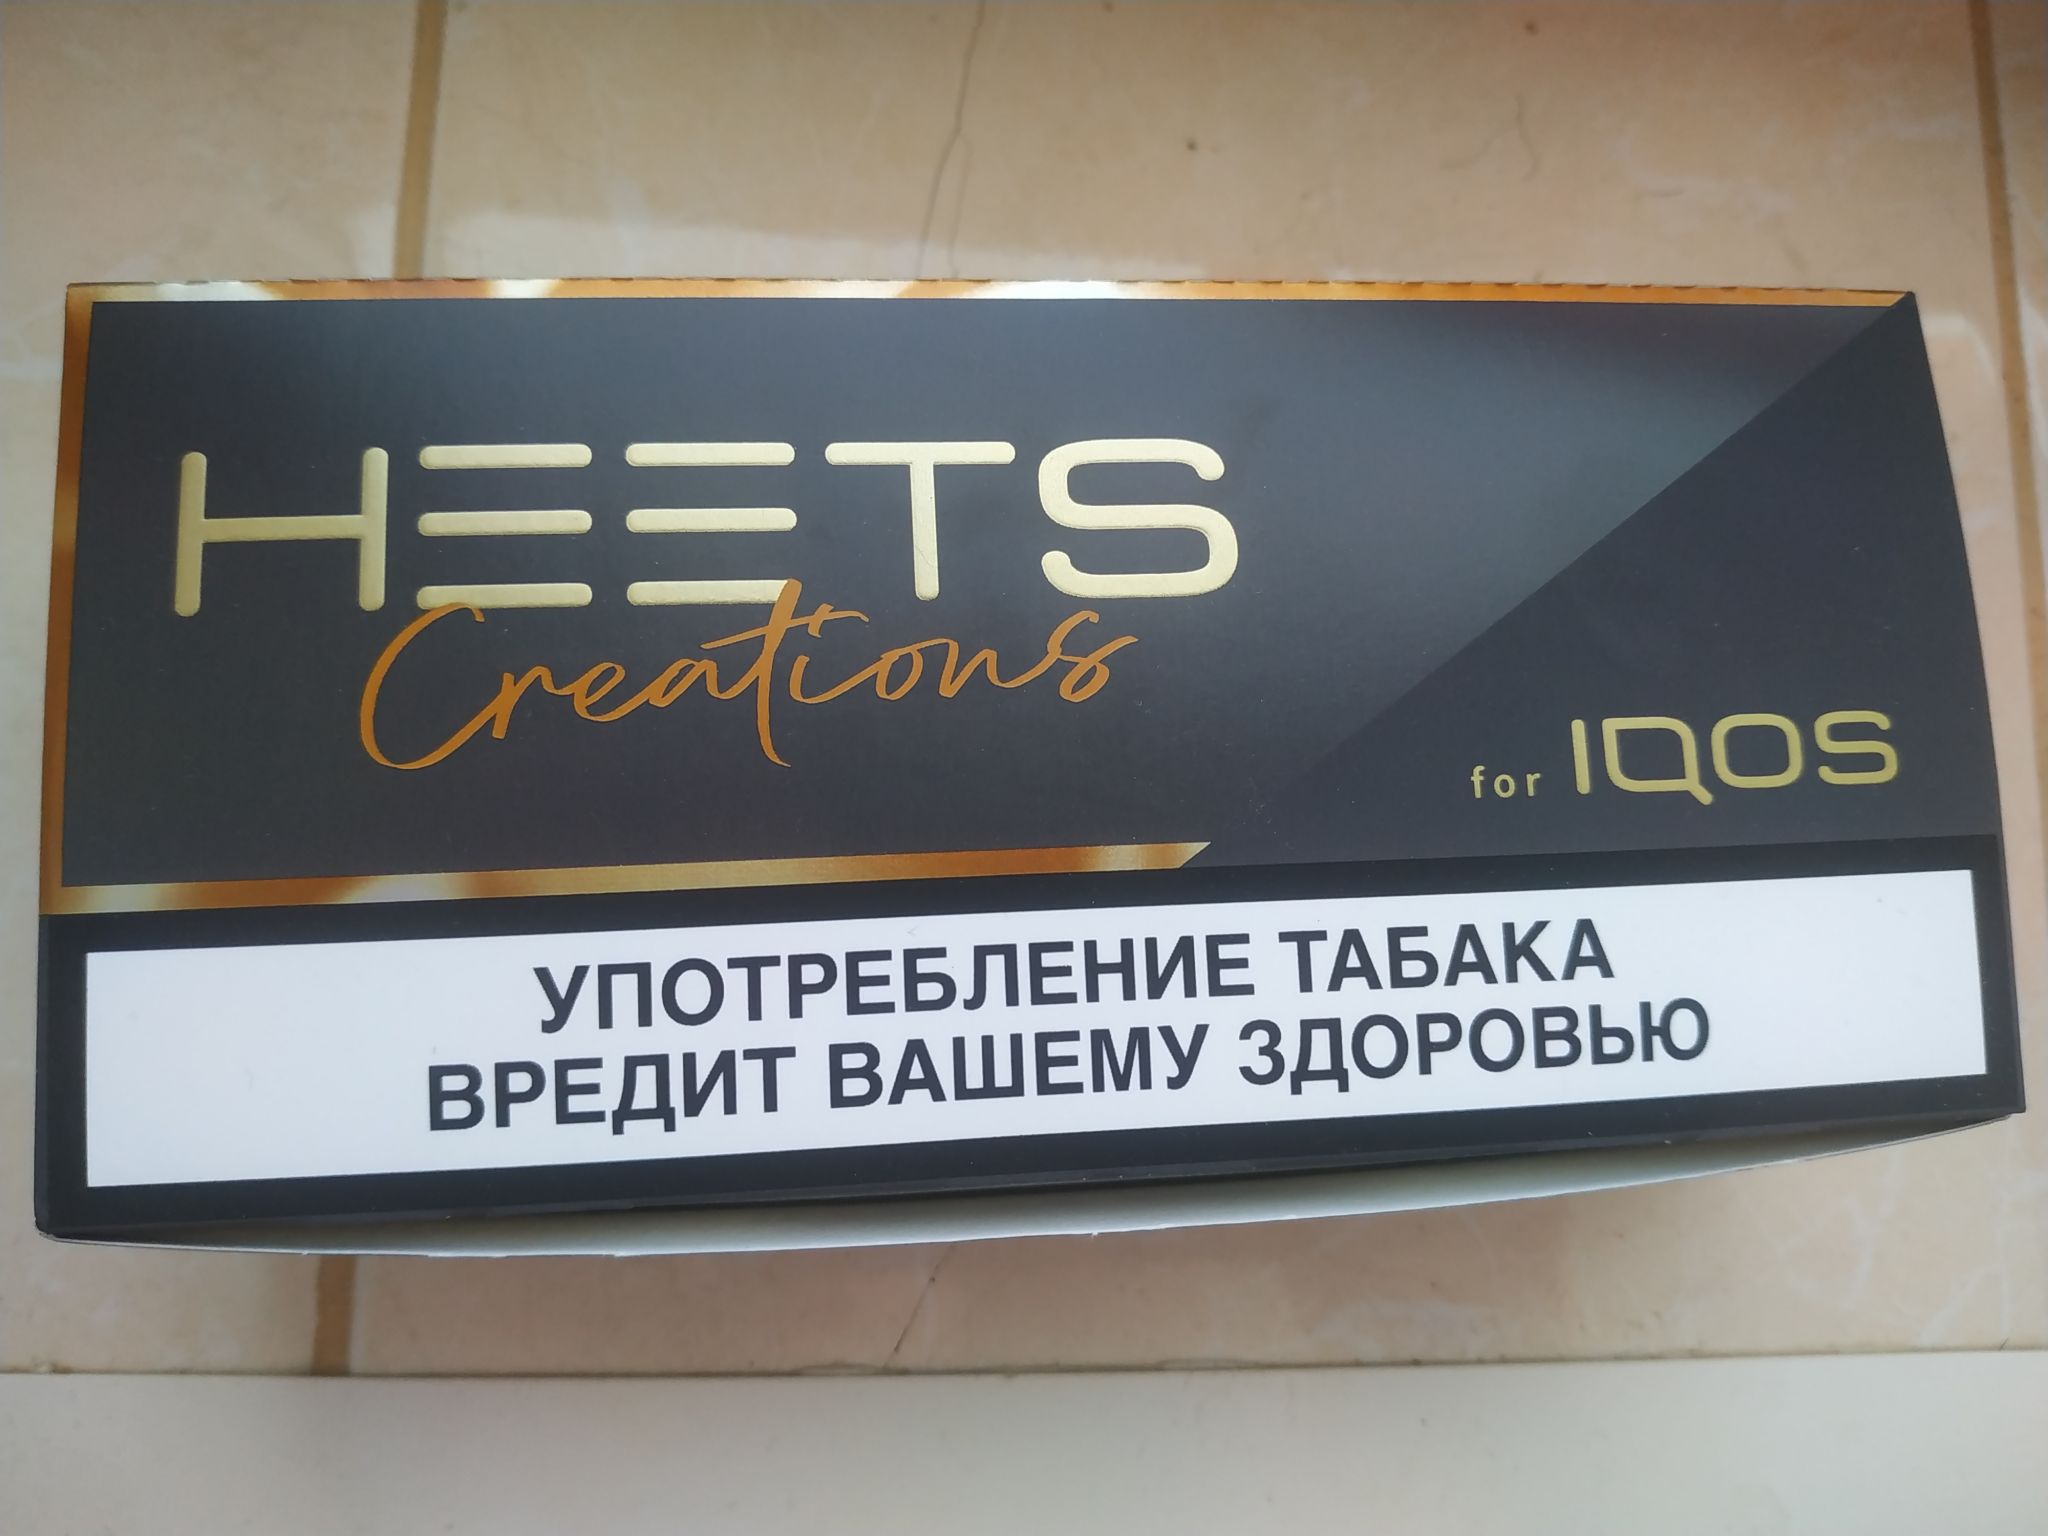 HEETS
Creations
for IQOS
УПОТРЕБЛЕНИЕ ТАБАКА
ВРЕДИТ ВАШЕМУ ЗДОРОВЬЮ